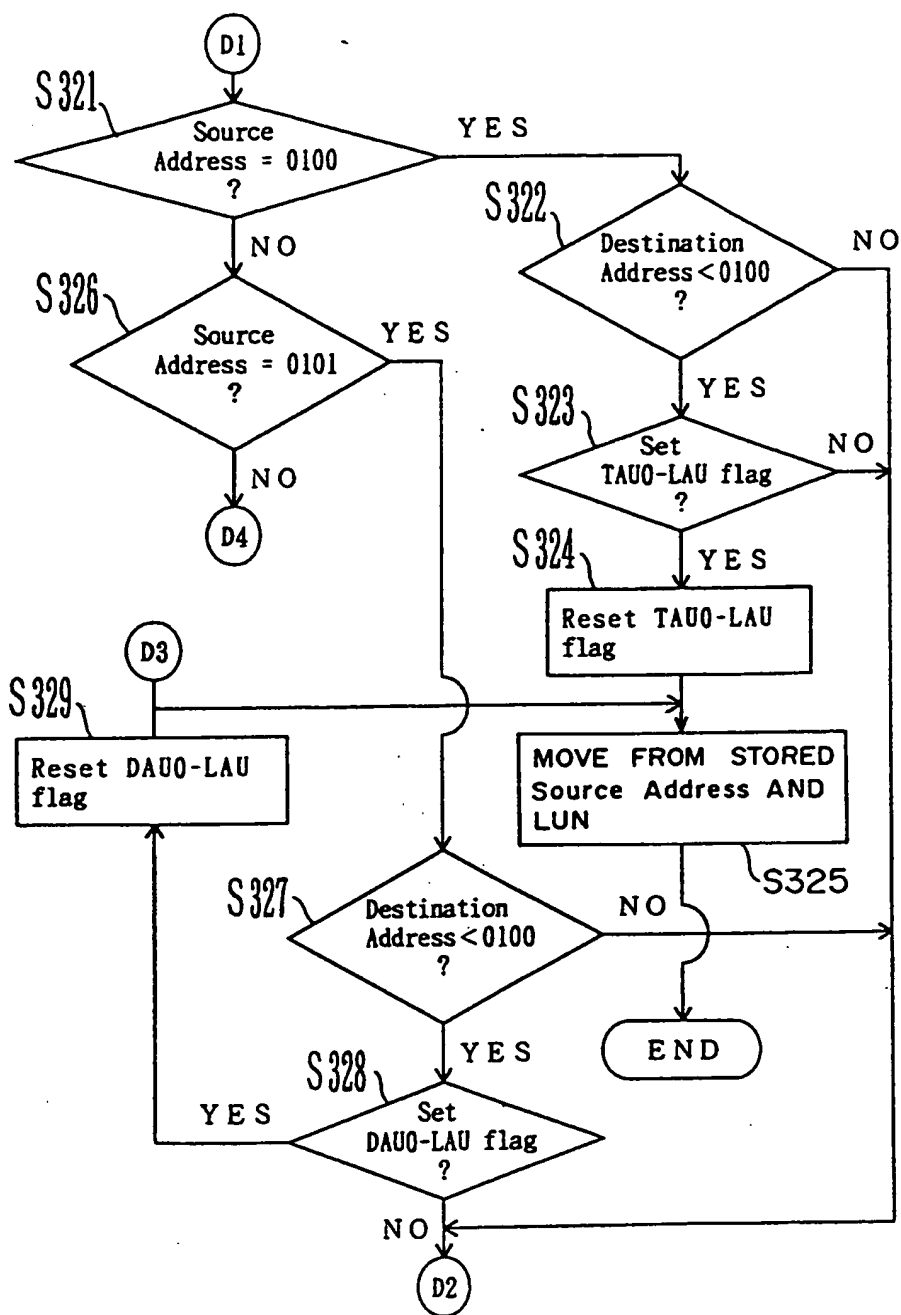 D1
S321
Source
Address = 0100
?
YES
NO
S322
Destination
Address<0100
?
NO
YES
S326
Source
Address = 0101
?
YES
NO
D4
S323
Set
TAU0-LAU flag
?
NO
YES
S324
Reset TAU0-LAU
flag
D3
S329
Reset DAU0-LAU
flag
MOVE FROM STORED
Source Address AND
LUN
S325
S327
Destination
Address<0100
?
NO
YES
END
S328
Set
DAU0-LAU flag
?
YES
NO
D2